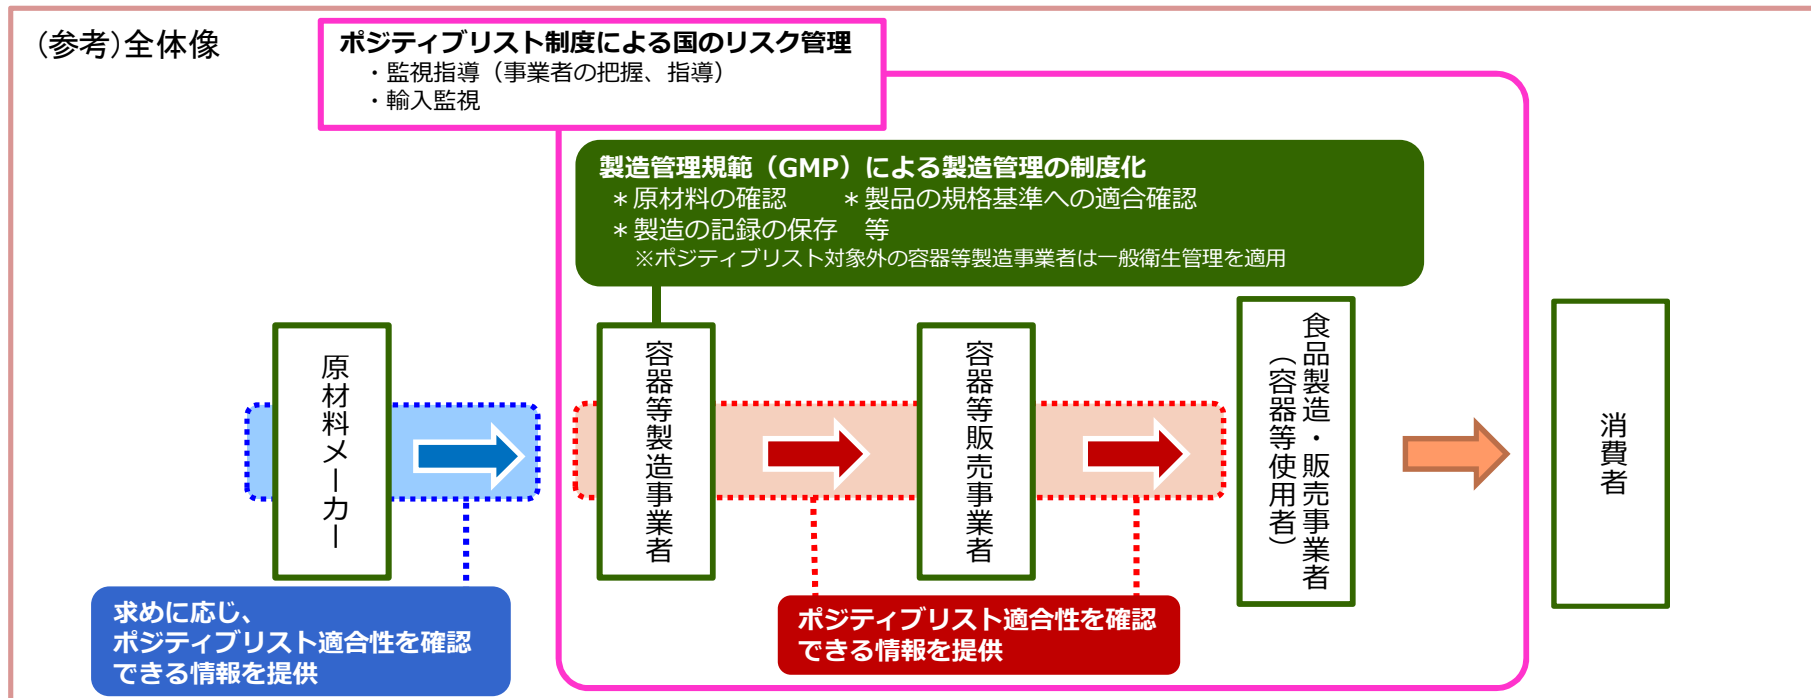 (参考)全体像
ポジティブリスト制度による国のリスク管理
・監視指導（事業者の把握、指導）
・輸入監視
製造管理規範（GMP）による製造管理の制度化
＊原材料の確認　　＊製品の規格基準への適合確認
＊製造の記録の保存　等
※ポジティブリスト対象外の容器等製造事業者は一般衛生管理を適用
原材料メーカー
容器等製造事業者
容器等販売事業者
食品製造・販売事業者
（容器等使用者）
消費者
求めに応じ、
ポジティブリスト適合性を確認
できる情報を提供
ポジティブリスト適合性を確認
できる情報を提供